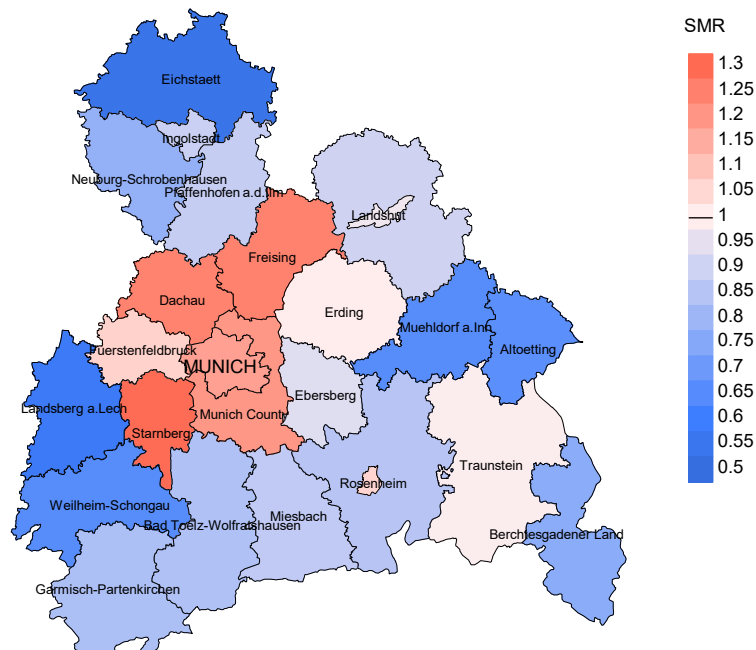 SMR
1.3
1.25
1.2
1.15
1.1
1.05
1
0.95
0.9
0.85
0.8
0.75
0.7
0.65
0.6
0.55
0.5
Eichstaett
Ingolstadt
Neuburg-Schrobenhausen
Pfaffenhofen a.d.Ilm
Landshut
Freising
Dachau
Erding
Muehldorf a.Inn
Altoetting
Fuerstenfeldbruck
MUNICH
Ebersberg
Landsberg a.Lech
Starnberg
Munich County
Traunstein
Rosenheim
Weilheim-Schongau
Bad Toelz-Wolfratshausen
Miesbach
Berchtesgadener Land
Garmisch-Partenkirchen